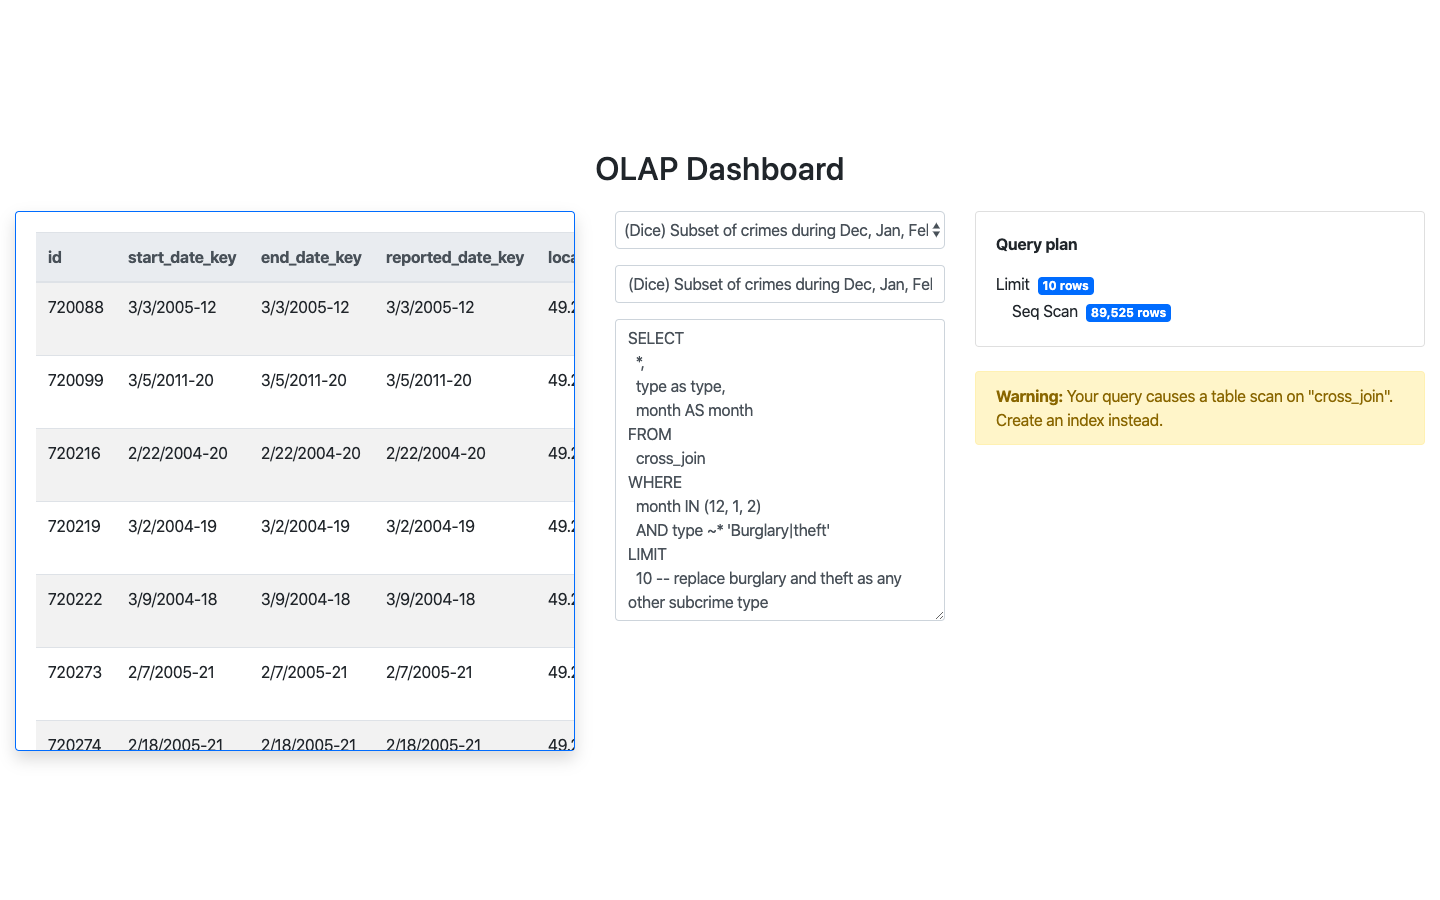 OLAP Dashboard
id start_date_key end_date_key reported_date_key loca
720088 3/3/2005-12 3/3/2005-12 3/3/2005-12 49.2
720099 3/5/2011-20 3/5/2011-20 3/5/2011-20 49.2
720216 2/22/2004-20 2/22/2004-20 2/22/2004-20 49.2
720219 3/2/2004-19 3/2/2004-19 3/2/2004-19 49.2
720222 3/9/2004-18 3/9/2004-18 3/9/2004-18 49.2
720273 2/7/2005-21 2/7/2005-21 2/7/2005-21 49.2
720274 2/18/2005-21 2/18/2005-21 2/18/2005-21 49.2
(Dice) Subset of crimes during Dec, Jan, Fel
(Dice) Subset of crimes during Dec, Jan, Fel
SELECT
*,
type as type,
month AS month
FROM
cross_join
WHERE
month IN (12, 1, 2)
AND type ~* 'Burglary|theft'
LIMIT
10 -- replace burglary and theft as any
other subcrime type
Query plan
Limit 10 rows
Seq Scan 89,525 rows
Warning: Your query causes a table scan on "cross_join".
Create an index instead.